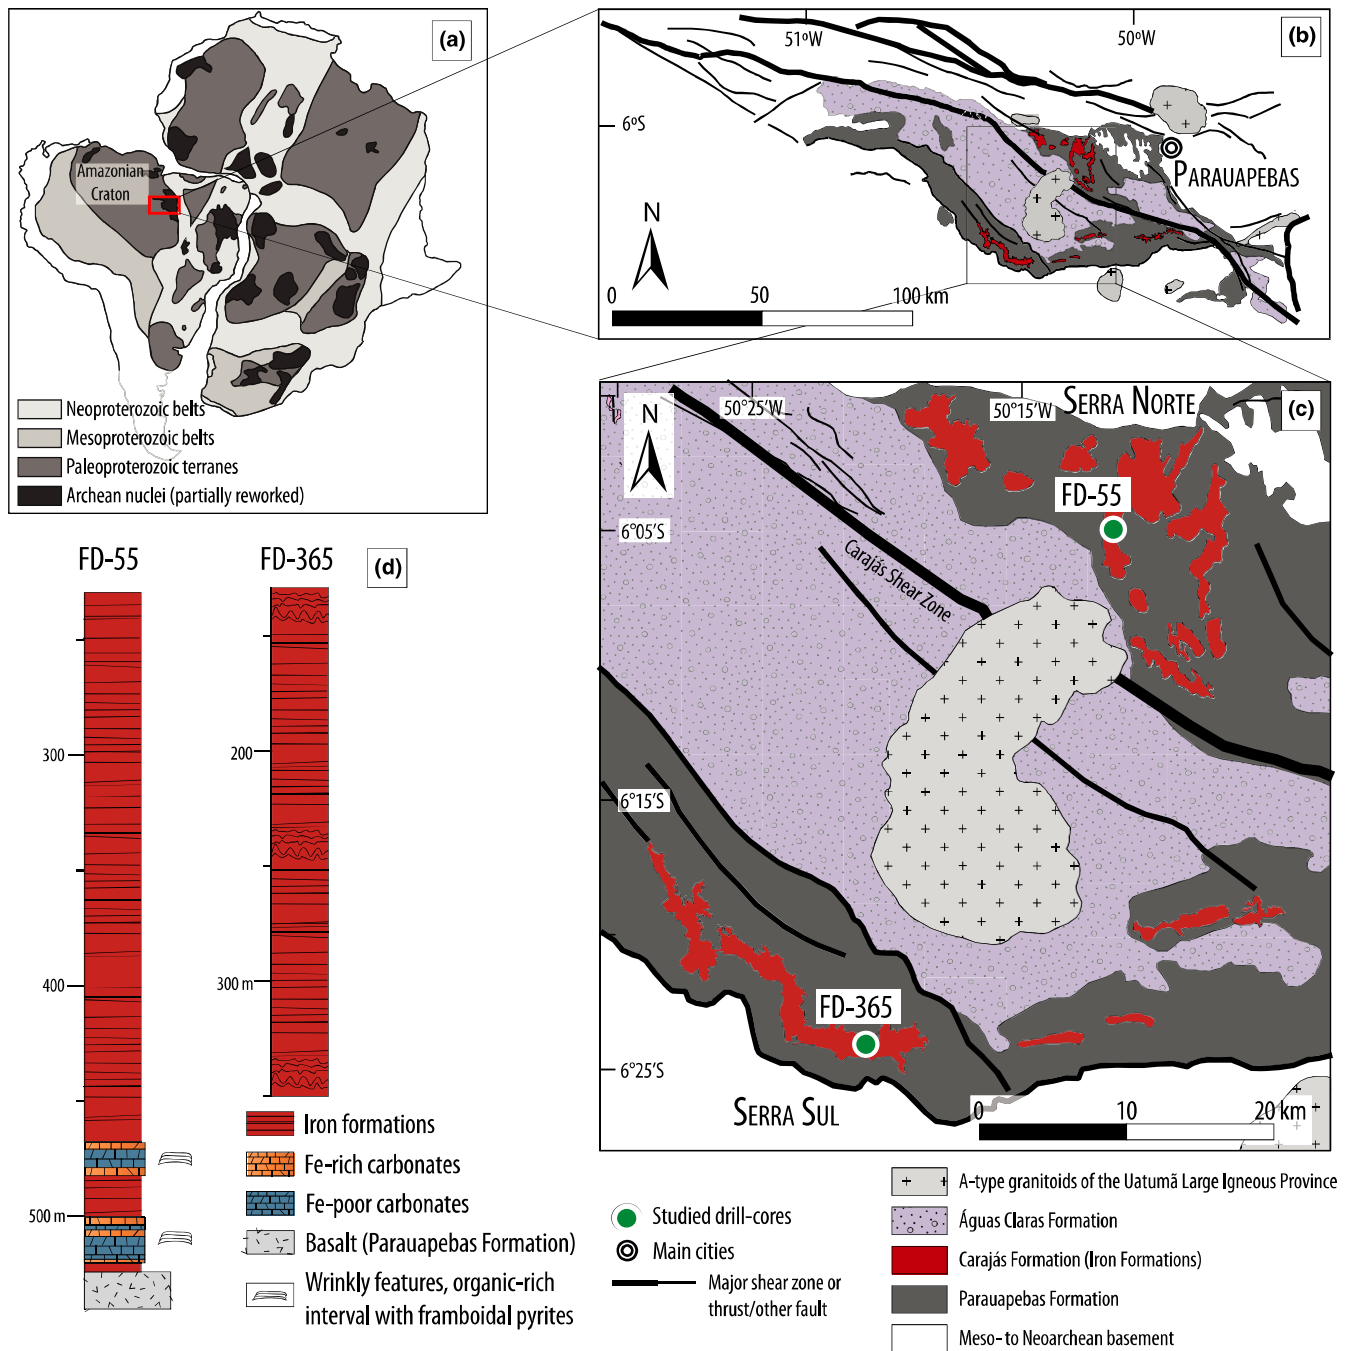 (a)
Amazonian
Craton
Neoproterozoic belts
Mesoproterozoic belts
Paleoproterozoic terranes
Archean nuclei (partially reworked)
51ºW
50ºW
(b)
6ºS
PARAUAPEBAS
N
0
50
100 km
50°25'W
50°15'W
SERRA NORTE
(c)
N
FD-55
6°05'S
Carajás Shear Zone
6°15'S
FD-365
6°25'S
SERRA SUL
0
10
20 km
FD-55
FD-365
(d)
300
400
500 m
200
300 m
Iron formations
Fe-rich carbonates
Fe-poor carbonates
Basalt (Parauapebas Formation)
Wrinkly features, organic-rich
interval with framboidal pyrites
Studied drill-cores
Main cities
Major shear zone or
thrust/other fault
A-type granitoids of the Uatumã Large Igneous Province
Águas Claras Formation
Carajás Formation (Iron Formations)
Parauapebas Formation
Meso- to Neoarchean basement